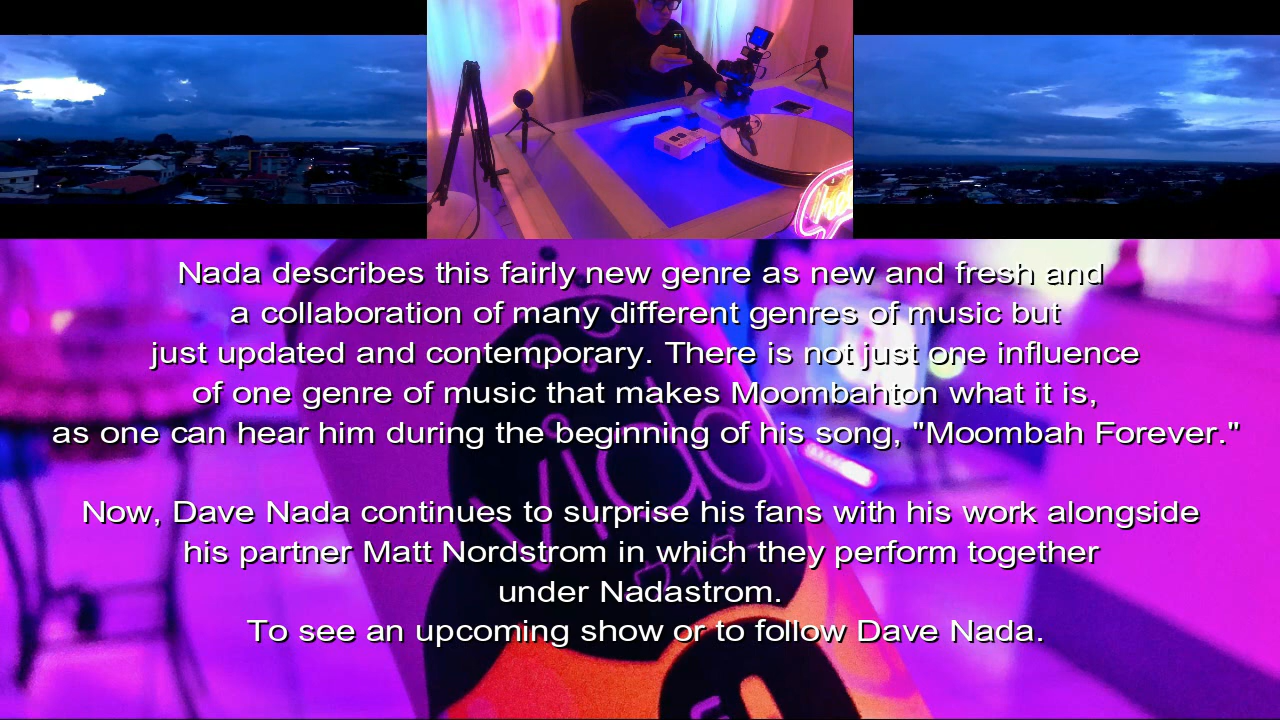 Nada describes this fairly new genre as new and fresh and
a collaboration of many different genres of music but
just updated and contemporary. There is not just one influence
of one genre of music that makes Moombahton what it is,
as one can hear him during the beginning of his song, "Moombah Forever."
Now, Dave Nada continues to surprise his fans with his work alongside
his partner Matt Nordstrom in which they perform together
under Nadastrom.
To see an upcoming show or to follow Dave Nada.
vida